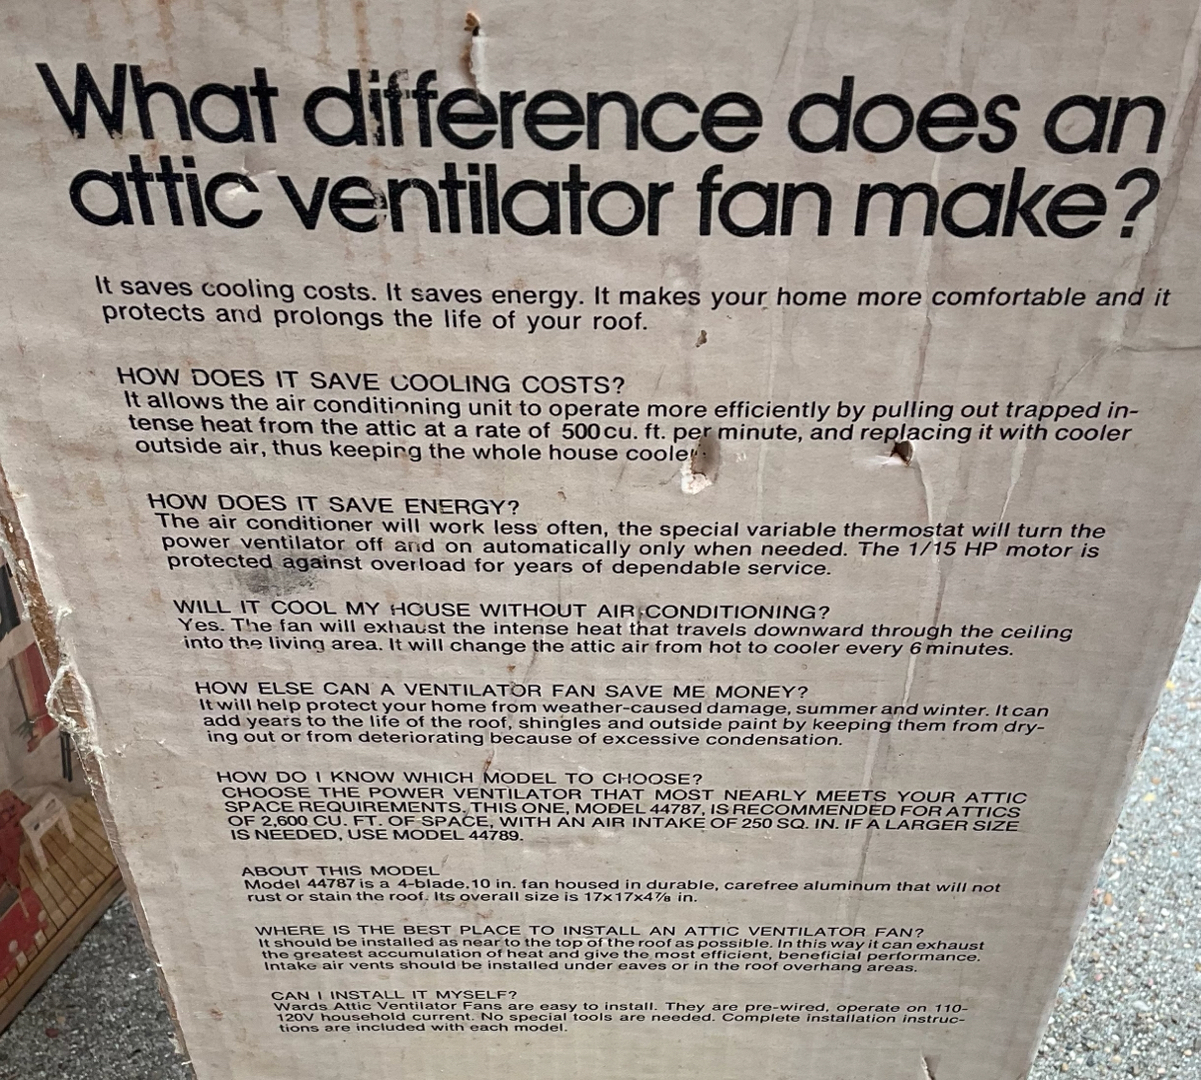 What difference does an
attic ventilator fan make?
It saves cooling costs. It saves energy. It makes your home more comfortable and it
protects and prolongs the life of your roof.
HOW DOES IT SAVE COOLING COSTS?
It allows the air conditioning unit to operate more efficiently by pulling out trapped in-
tense heat from the attic at a rate of 500 cu. ft. per minute, and replacing it with cooler
outside air, thus keeping the whole house cooler.
HOW DOES IT SAVE ENERGY?
The air conditioner will work less often, the special variable thermostat will turn the
power ventilator off and on automatically only when needed. The 1/15 HP motor is
protected against overload for years of dependable service.
WILL IT COOL MY HOUSE WITHOUT AIR CONDITIONING?
Yes. The fan will exhaust the intense heat that travels downward through the ceiling
into the living area. It will change the attic air from hot to cooler every 6 minutes.
HOW ELSE CAN A VENTILATOR FAN SAVE ME MONEY?
It will help protect your home from weather-caused damage, summer and winter. It can
add years to the life of the roof, shingles and outside paint by keeping them from dry-
ing out or from deteriorating because of excessive condensation.
HOW DO I KNOW WHICH MODEL TO CHOOSE?
CHOOSE THE POWER VENTILATOR THAT MOST NEARLY MEETS YOUR ATTIC
SPACE REQUIREMENTS. THIS ONE, MODEL 44787, IS RECOMMENDED FOR ATTICS
OF 2,600 CU. FT. OF SPACE, WITH AN AIR INTAKE OF 250 SQ. IN. IF A LARGER SIZE
IS NEEDED, USE MODEL 44789.
ABOUT THIS MODEL
Model 44787 is a 4-blade.10 in. fan housed in durable, carefree aluminum that will not
rust or stain the roof. Its overall size is 17x17x4⅞ in.
WHERE IS THE BEST PLACE TO INSTALL AN ATTIC VENTILATOR FAN?
It should be installed as near to the top of the roof as possible. In this way it can exhaust
the greatest accumulation of heat and give the most efficient, beneficial performance.
Intake air vents should be installed under eaves or in the roof overhang areas.
CAN I INSTALL IT MYSELF?
Wards Attic Ventilator Fans are easy to install. They are pre-wired, operate on 110-
120V household current. No special tools are needed. Complete installation instruc-
tions are included with each model.